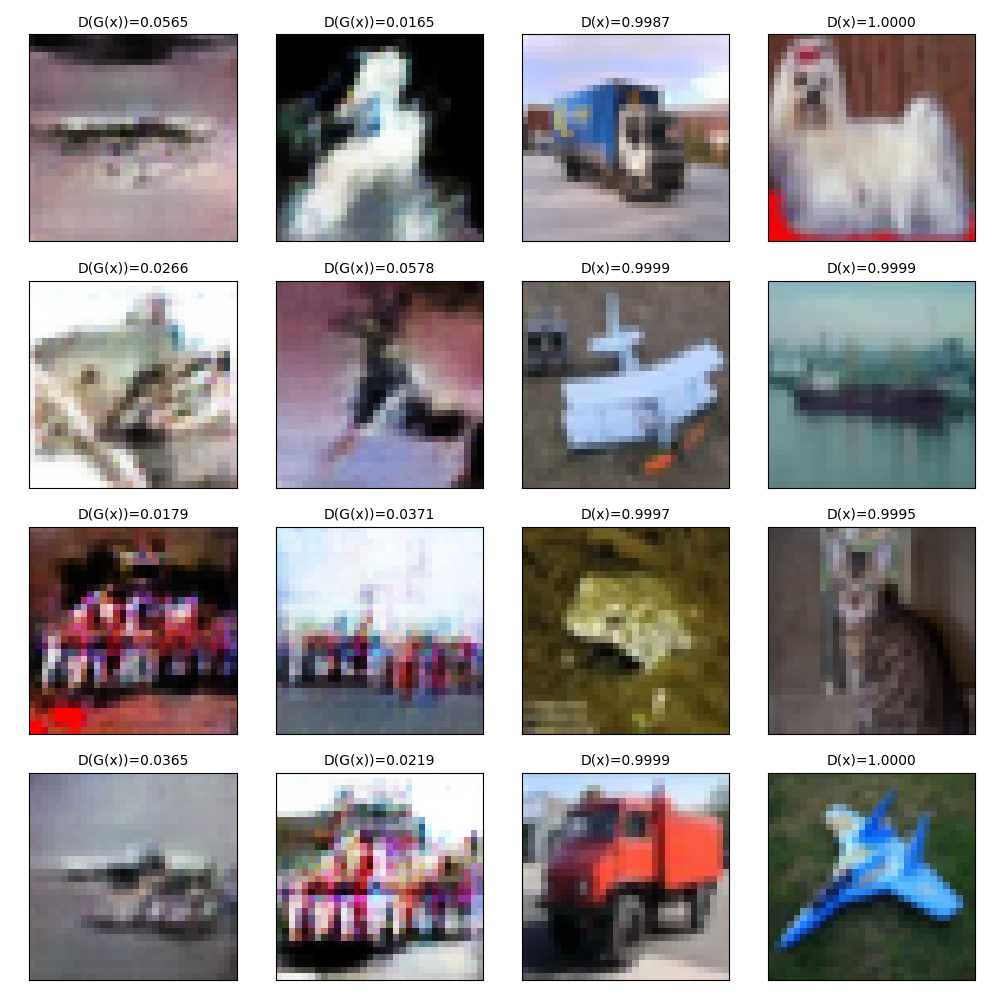 D(G(x))=0.0565 D(G(x))=0.0165 D(x)=0.9987 D(x)=1.0000
D(G(x))=0.0266 D(G(x))=0.0578 D(x)=0.9999 D(x)=0.9999
D(G(x))=0.0179 D(G(x))=0.0371 D(x)=0.9997 D(x)=0.9995
D(G(x))=0.0365 D(G(x))=0.0219 D(x)=0.9999 D(x)=1.0000